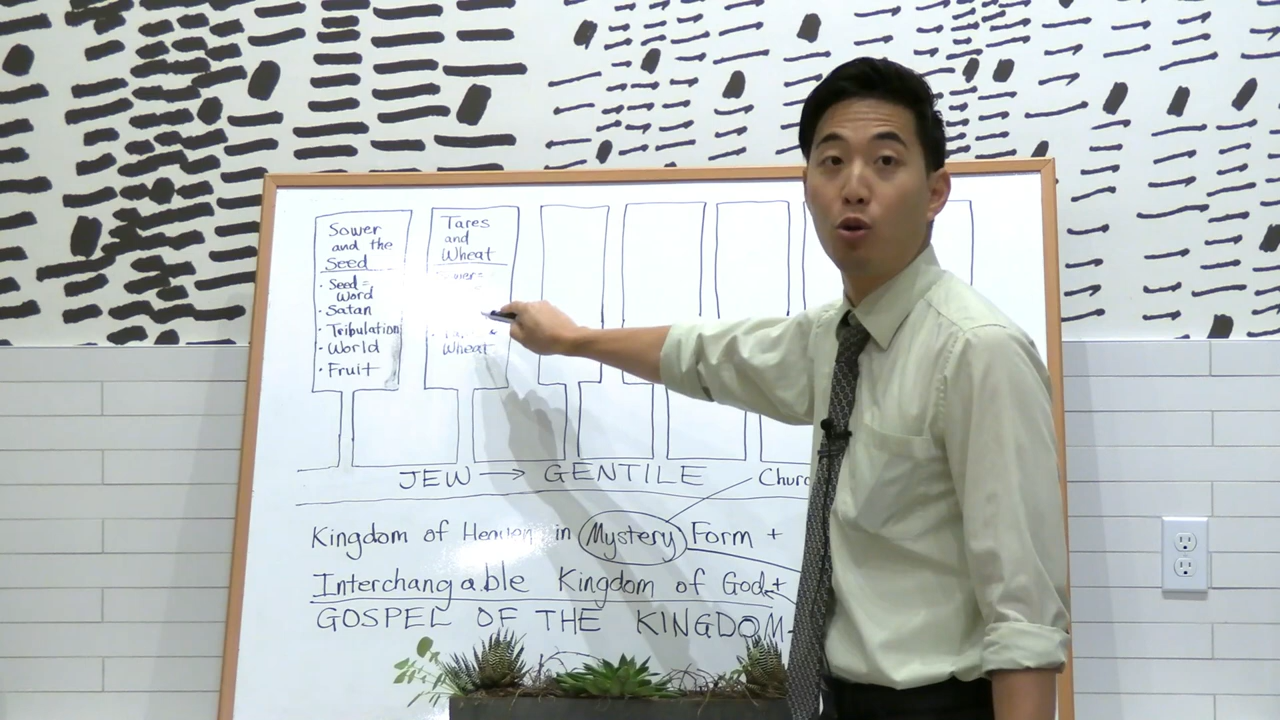 Sower
and the
Seed
· Seed =
Word
· Satan
· Tribulation
· World
· Fruit
Tares
and
Wheat
&
Wheat
JEW → GENTILE
Churc
Kingdom of Heaven in Mystery Form +
Interchangable Kingdom of God +
GOSPEL OF THE KINGDOM